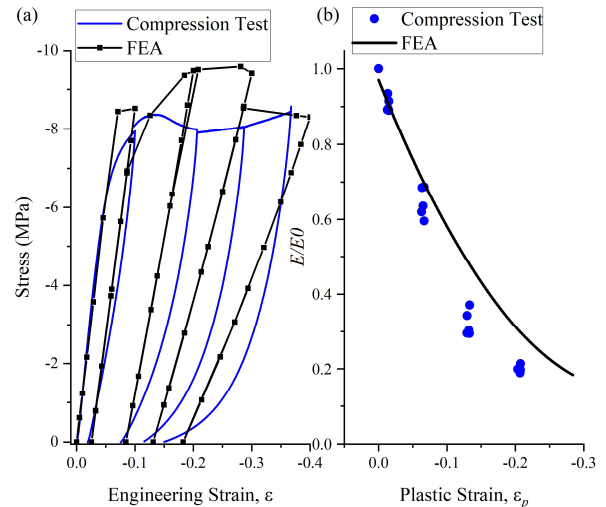 (a)
Compression Test
FEA
-10
-8
-6
-4
-2
0
Stress (MPa)
0.0
-0.1
-0.2
-0.3
-0.4
Engineering Strain, ε
(b)
Compression Test
FEA
1.0
0.8
0.6
0.4
0.2
0.0
E/E0
0.0
-0.1
-0.2
-0.3
Plastic Strain, εp